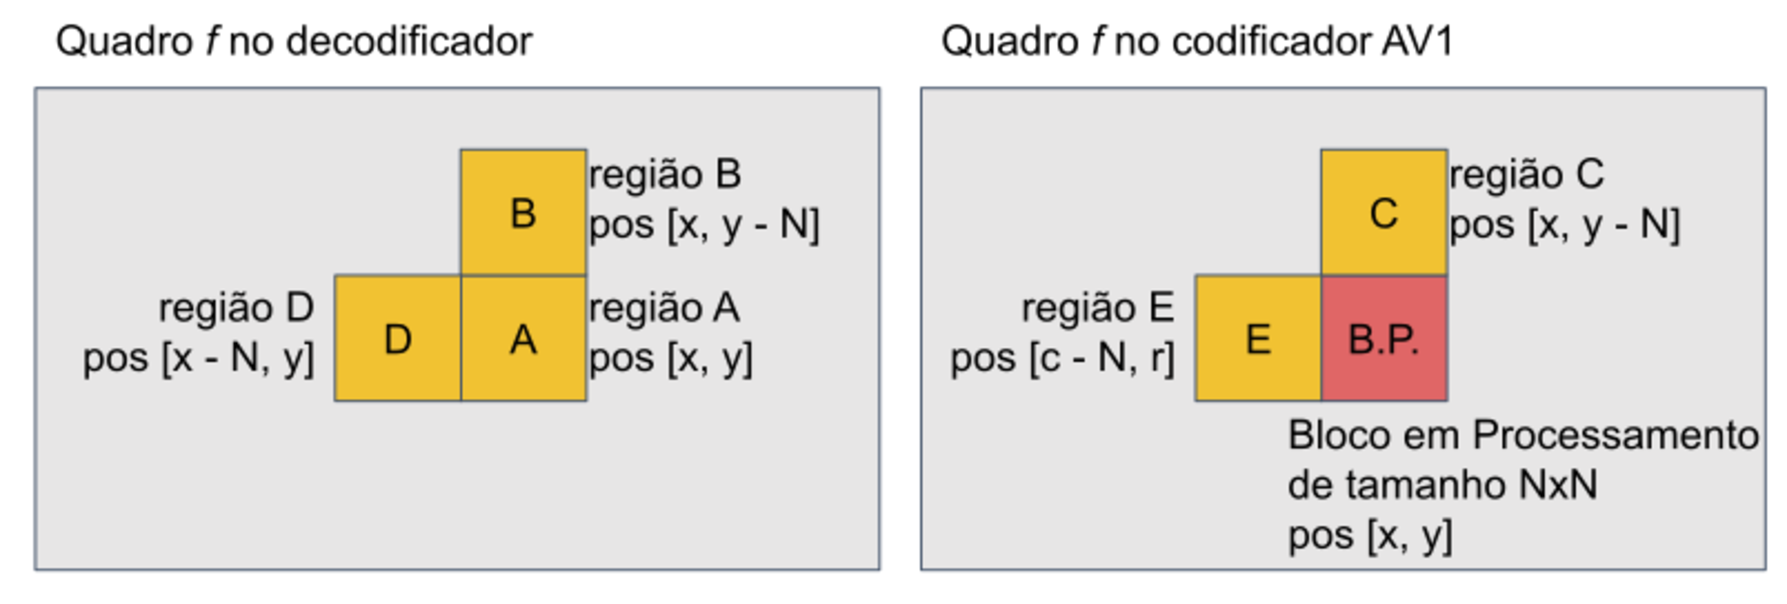 Quadro f no decodificador
B
região B
pos [x, y - N]
região D
pos [x - N, y]
D
A
região A
pos [x, y]
Quadro f no codificador AV1
C
região C
pos [x, y - N]
região E
pos [c - N, r]
E
B.P.
Bloco em Processamento
de tamanho NxN
pos [x, y]